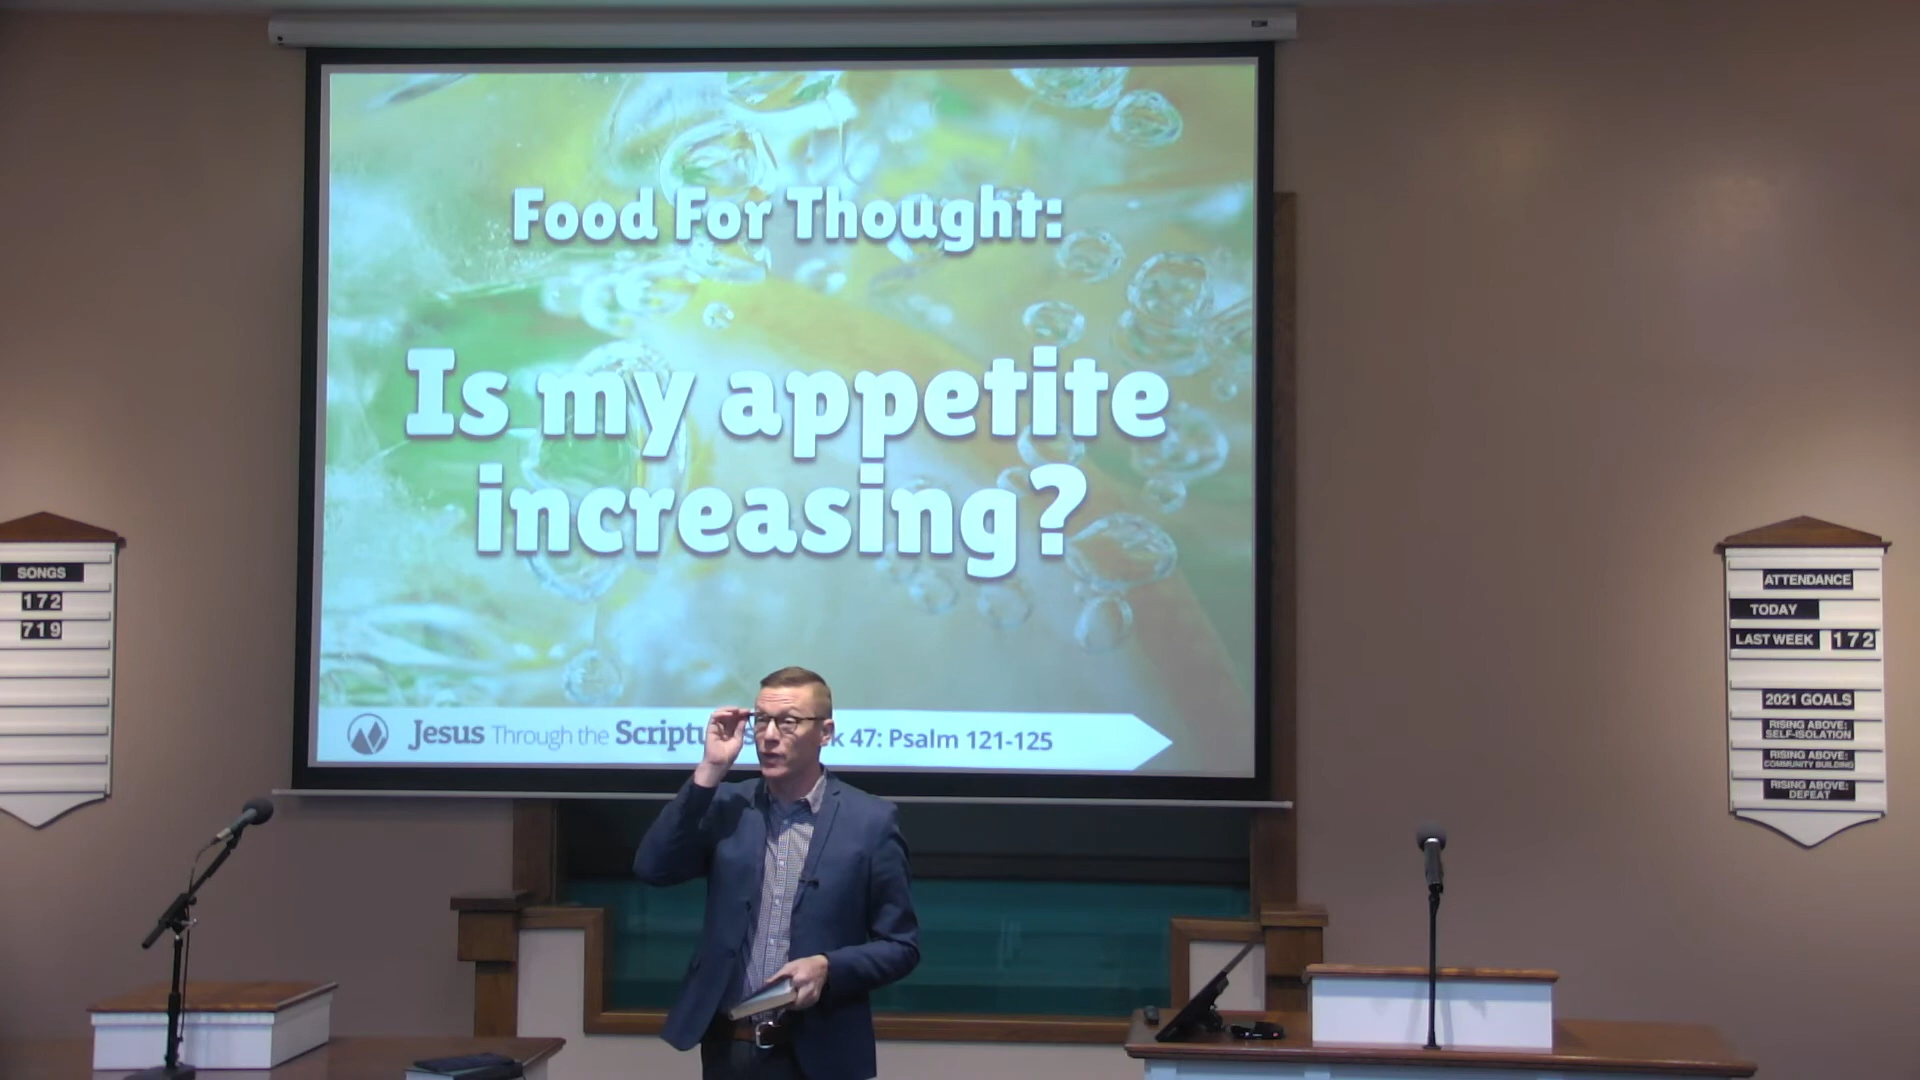 Food For Thought:
Is my appetite
increasing?
Jesus Through the Scriptu s k 47: Psalm 121-125
SONGS
172
719
ATTENDANCE
TODAY
LAST WEEK 172
2021 GOALS
RISING ABOVE:
SELF-ISOLATION
RISING ABOVE:
COMMUNITY BUILDING
RISING ABOVE:
DEFEAT